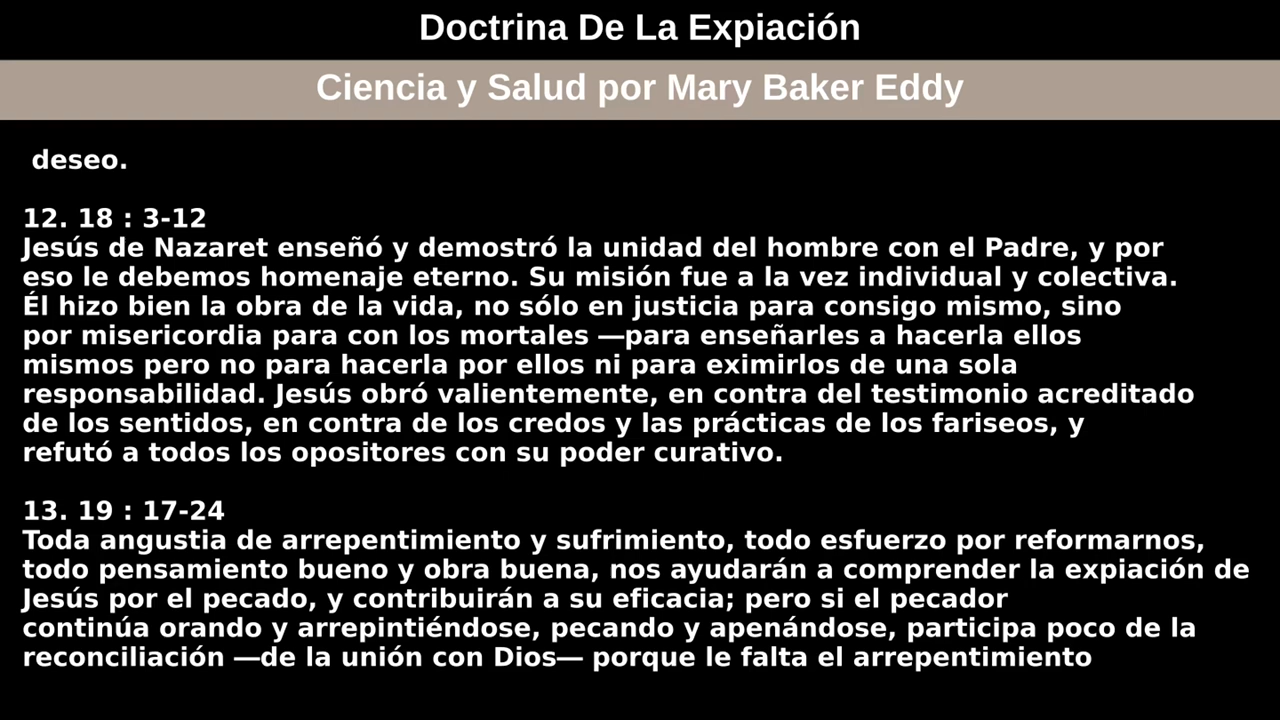 Doctrina De La Expiación
Ciencia y Salud por Mary Baker Eddy
deseo.
12. 18 : 3-12
Jesús de Nazaret enseñó y demostró la unidad del hombre con el Padre, y por
eso le debemos homenaje eterno. Su misión fue a la vez individual y colectiva.
Él hizo bien la obra de la vida, no sólo en justicia para consigo mismo, sino
por misericordia para con los mortales —para enseñarles a hacerla ellos
mismos pero no para hacerla por ellos ni para eximirlos de una sola
responsabilidad. Jesús obró valientemente, en contra del testimonio acreditado
de los sentidos, en contra de los credos y las prácticas de los fariseos, y
refutó a todos los opositores con su poder curativo.
13. 19 : 17-24
Toda angustia de arrepentimiento y sufrimiento, todo esfuerzo por reformarnos,
todo pensamiento bueno y obra buena, nos ayudarán a comprender la expiación de
Jesús por el pecado, y contribuirán a su eficacia; pero si el pecador
continúa orando y arrepintiéndose, pecando y apenándose, participa poco de la
reconciliación —de la unión con Dios— porque le falta el arrepentimiento